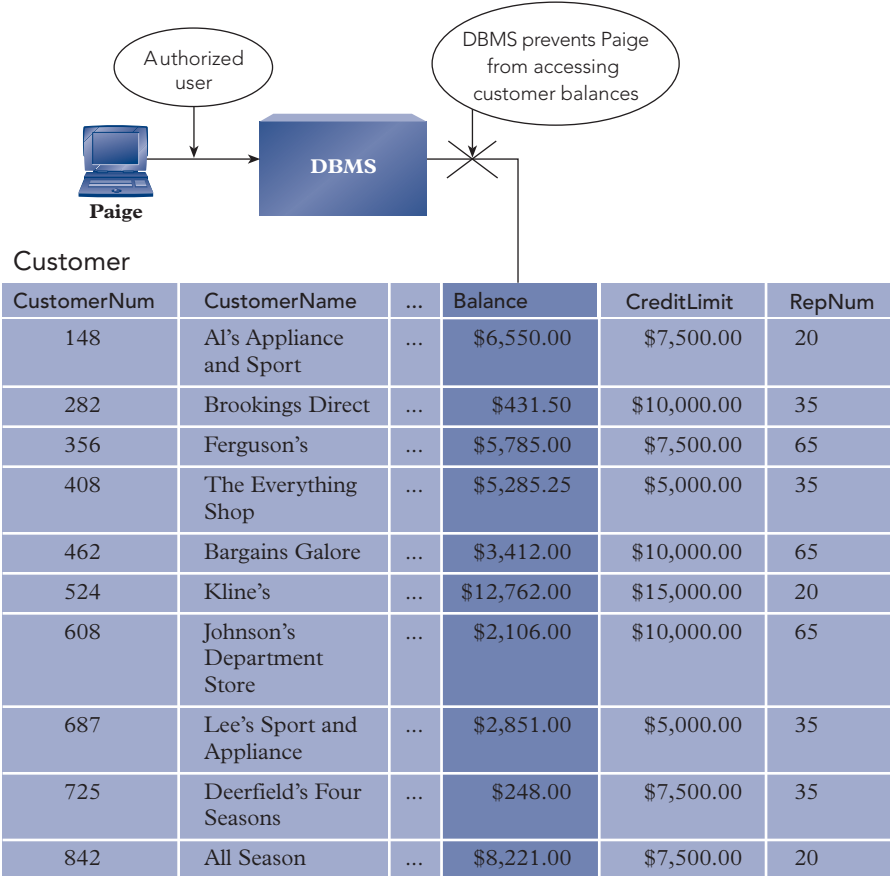 Authorized
user
DBMS prevents Paige
from accessing
customer balances
DBMS
Paige
Customer
CustomerNum CustomerName ... Balance CreditLimit RepNum
148 Al's Appliance ... $6,550.00 $7,500.00 20
and Sport
282 Brookings Direct ... $431.50 $10,000.00 35
356 Ferguson's ... $5,785.00 $7,500.00 65
408 The Everything ... $5,285.25 $5,000.00 35
Shop
462 Bargains Galore ... $3,412.00 $10,000.00 65
524 Kline's ... $12,762.00 $15,000.00 20
608 Johnson's ... $2,106.00 $10,000.00 65
Department
Store
687 Lee's Sport and ... $2,851.00 $5,000.00 35
Appliance
725 Deerfield's Four ... $248.00 $7,500.00 35
Seasons
842 All Season ... $8,221.00 $7,500.00 20